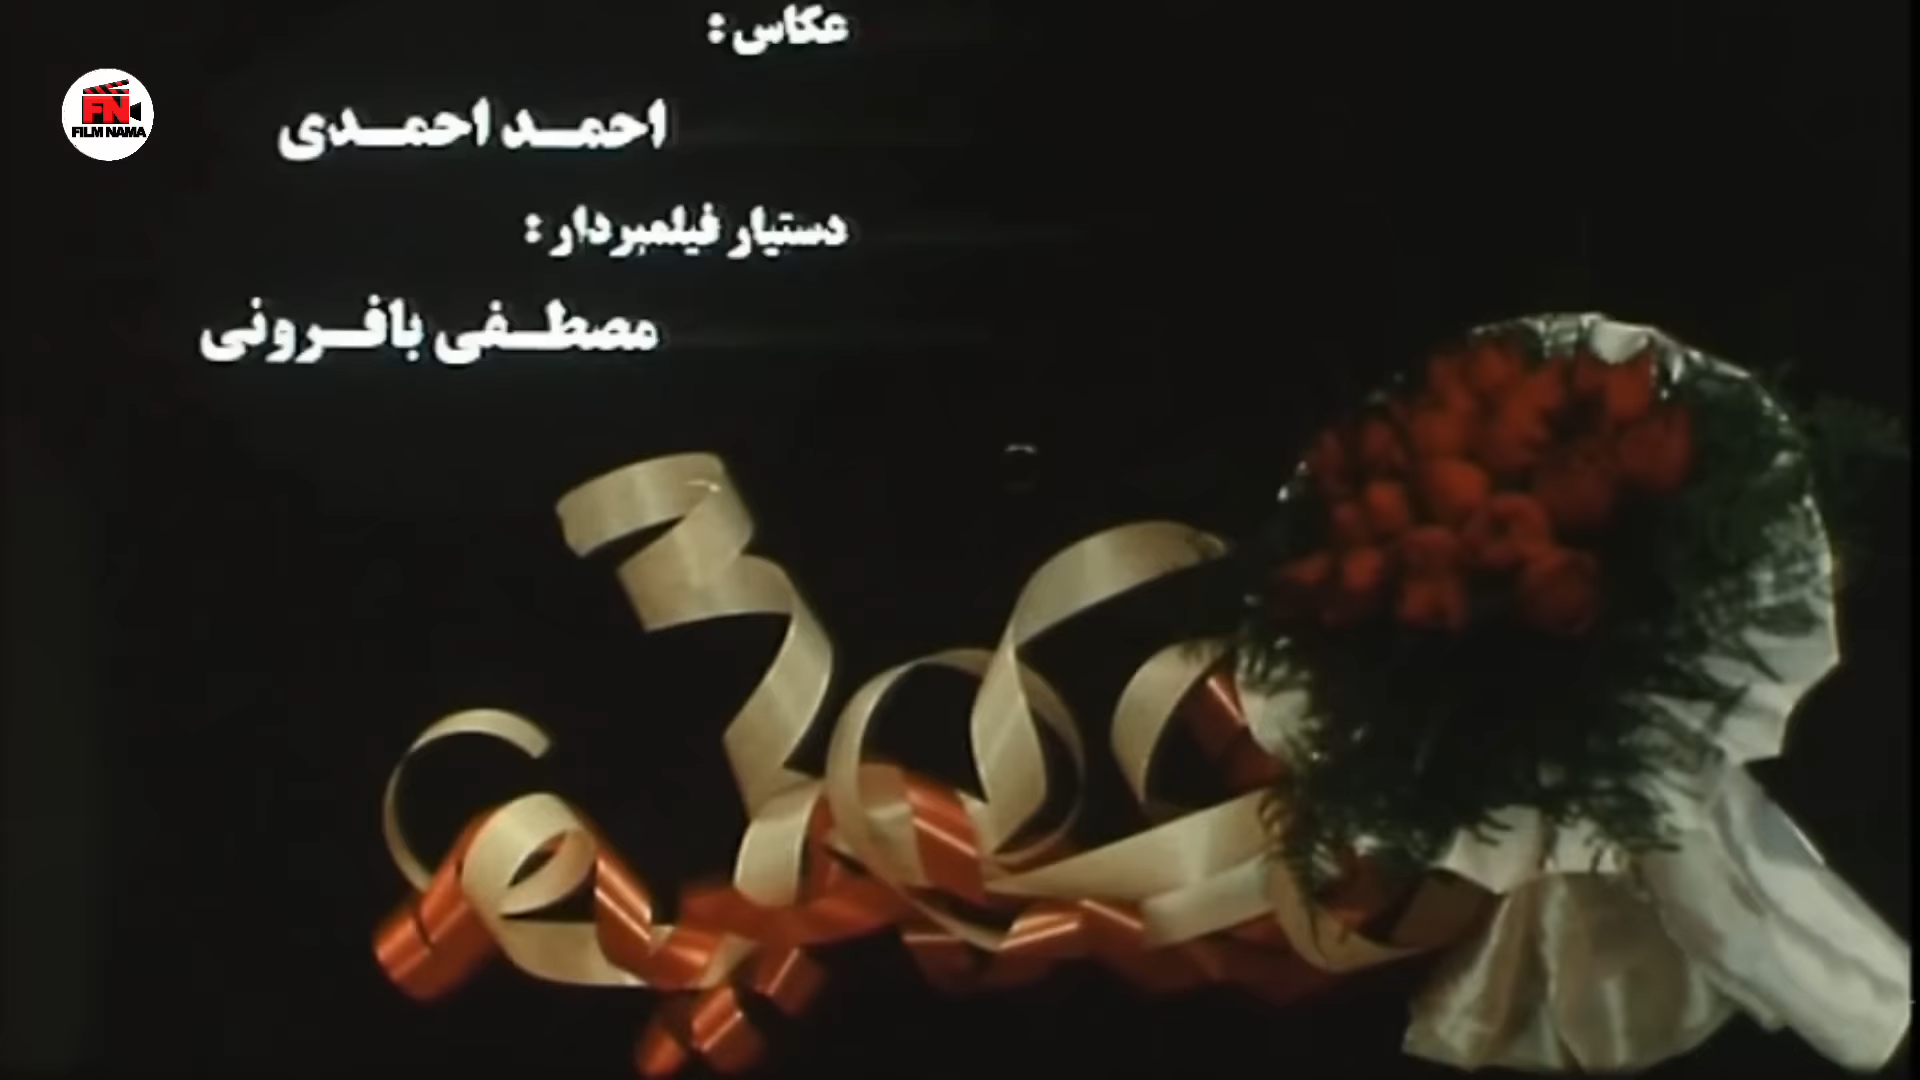 عکاس :
FN
FILM NAMA
احمد احمدی
دستیار فیلمبردار :
مصطفی بافرونی